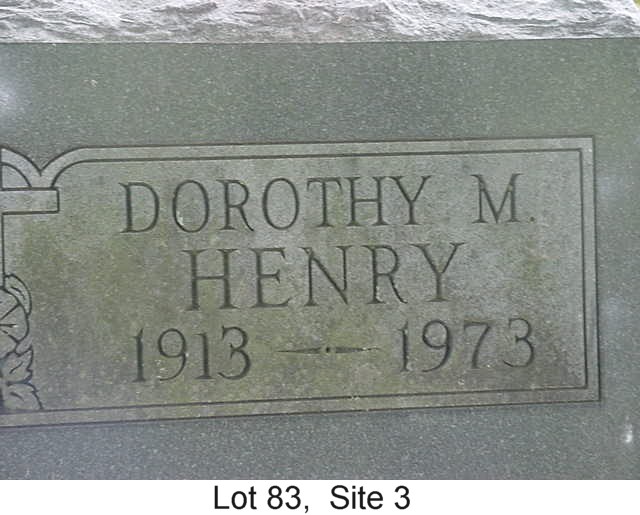 DOROTHY M.
HENRY
1913 — 1973
Lot 83, Site 3